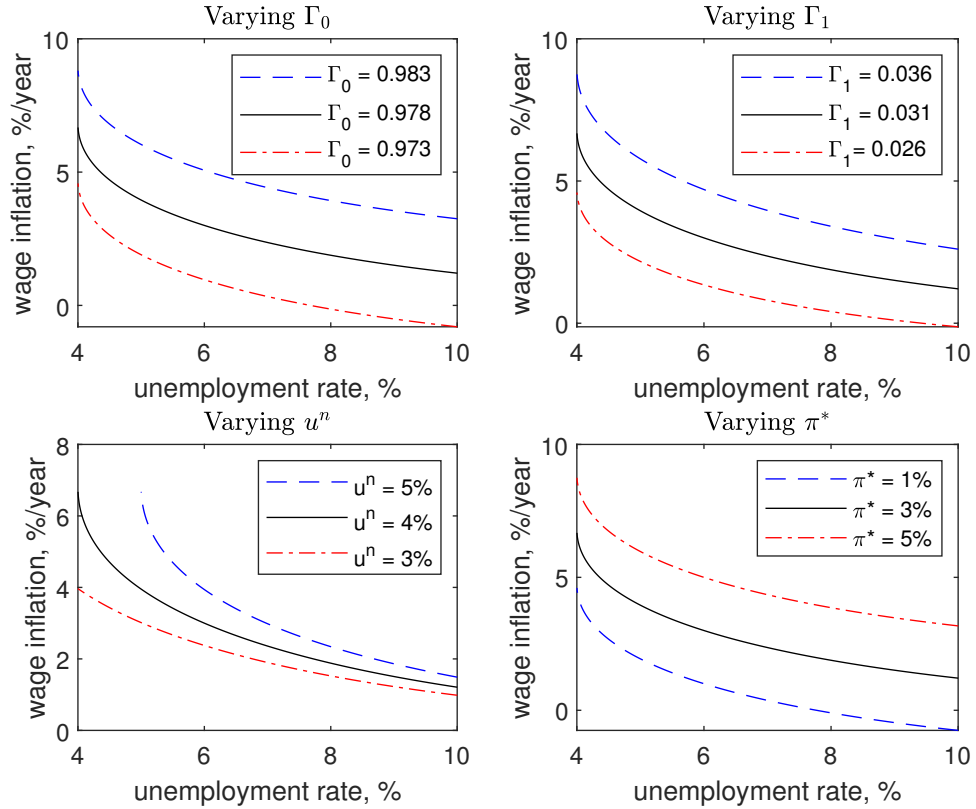 Varying Γ₀
10
5
0
wage inflation, %/year
Γ₀ = 0.983
Γ₀ = 0.978
Γ₀ = 0.973
4
6
8
10
unemployment rate, %
Varying Γ₁
10
5
0
wage inflation, %/year
Γ₁ = 0.036
Γ₁ = 0.031
Γ₁ = 0.026
4
6
8
10
unemployment rate, %
Varying uⁿ
8
6
4
2
0
wage inflation, %/year
uⁿ = 5%
uⁿ = 4%
uⁿ = 3%
4
6
8
10
unemployment rate, %
Varying π*
10
5
0
wage inflation, %/year
π* = 1%
π* = 3%
π* = 5%
4
6
8
10
unemployment rate, %